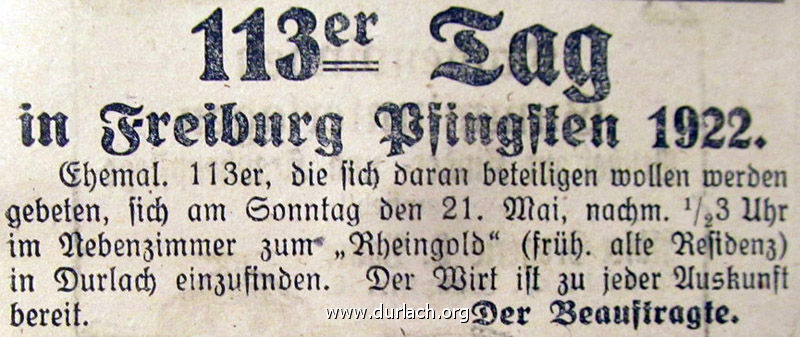 113er Tag
in Freiburg Pfingsten 1922.
Ehemal. 113er, die sich daran beteiligen wollen werden
gebeten, sich am Sonntag den 21. Mai, nachm. 1/23 Uhr
im Nebenzimmer zum „Rheingold“ (früh. alte Residenz)
in Durlach einzufinden. Der Wirt ist zu jeder Auskunft
bereit. Der Beauftragte.
www.durlach.org